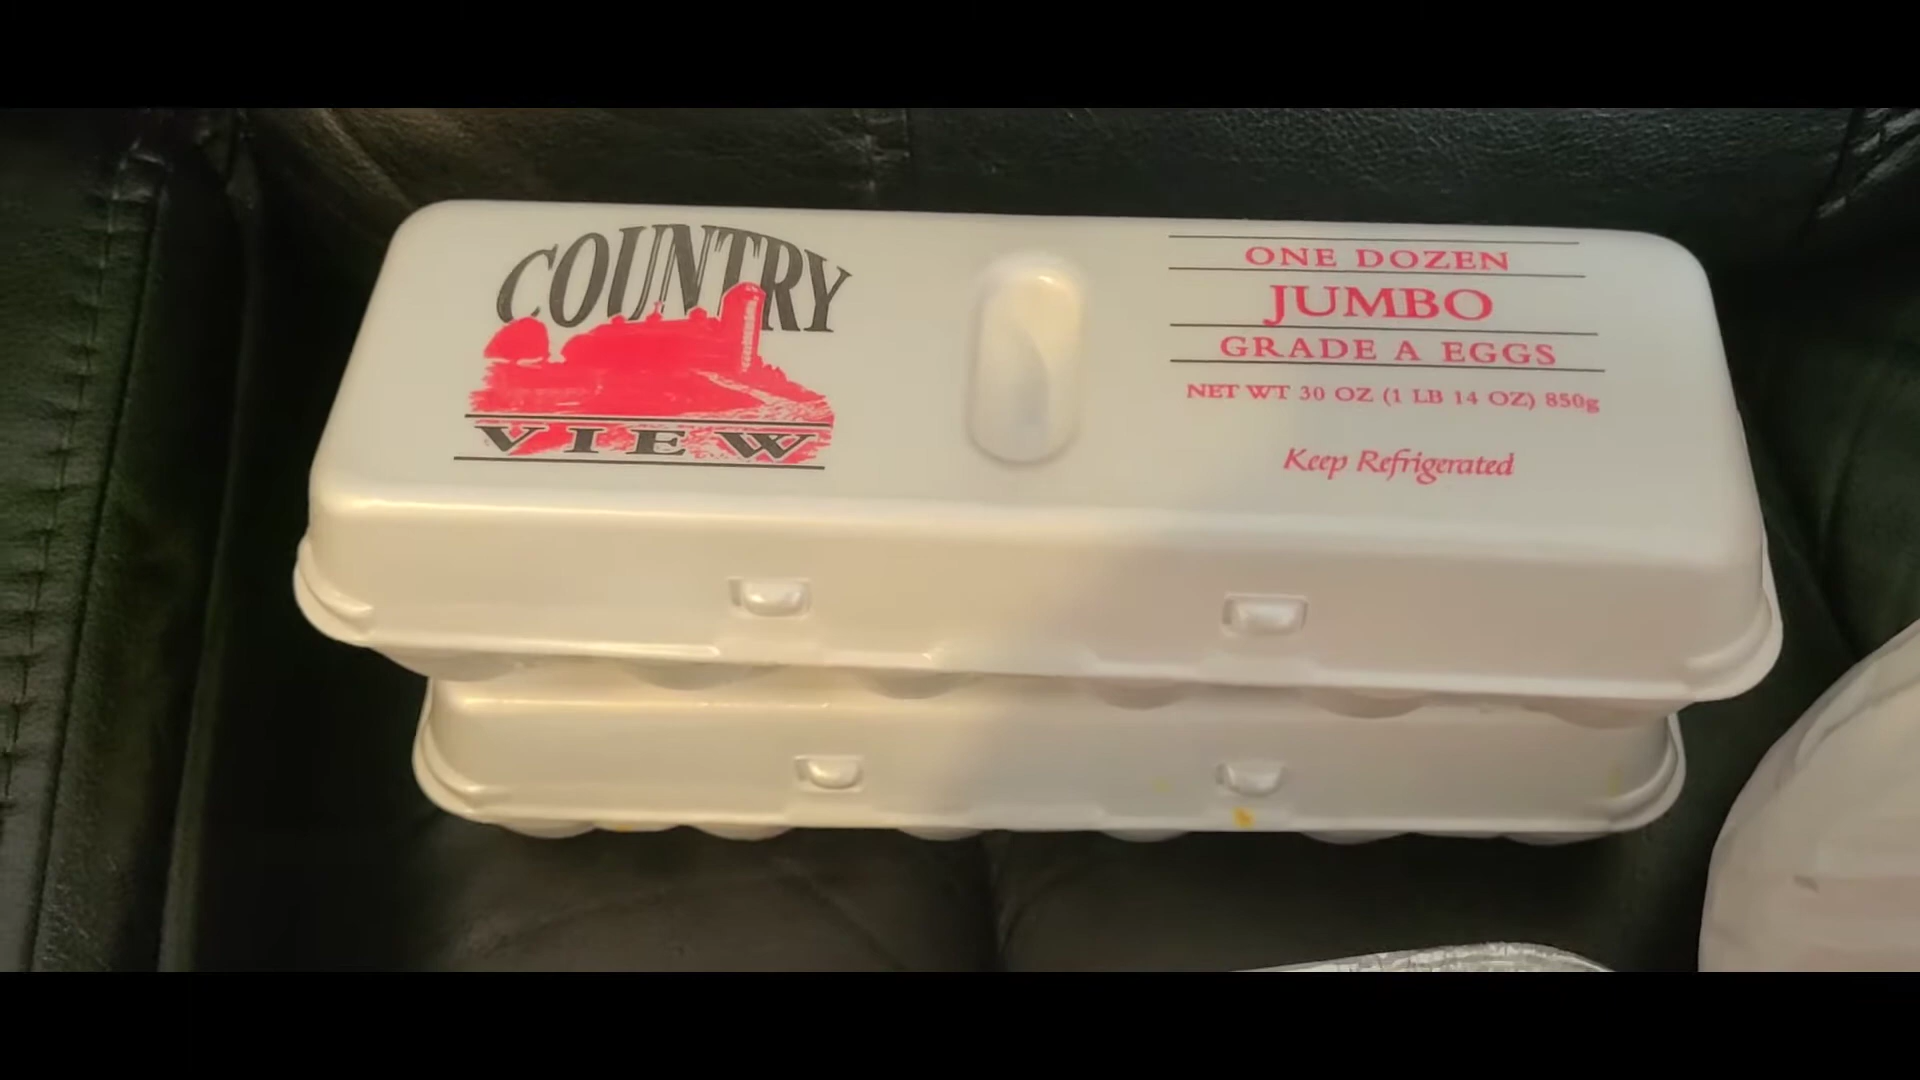 COUNTRY
VIEW
ONE DOZEN
JUMBO
GRADE A EGGS
NET WT 30 OZ (1 LB 14 OZ) 850g
Keep Refrigerated